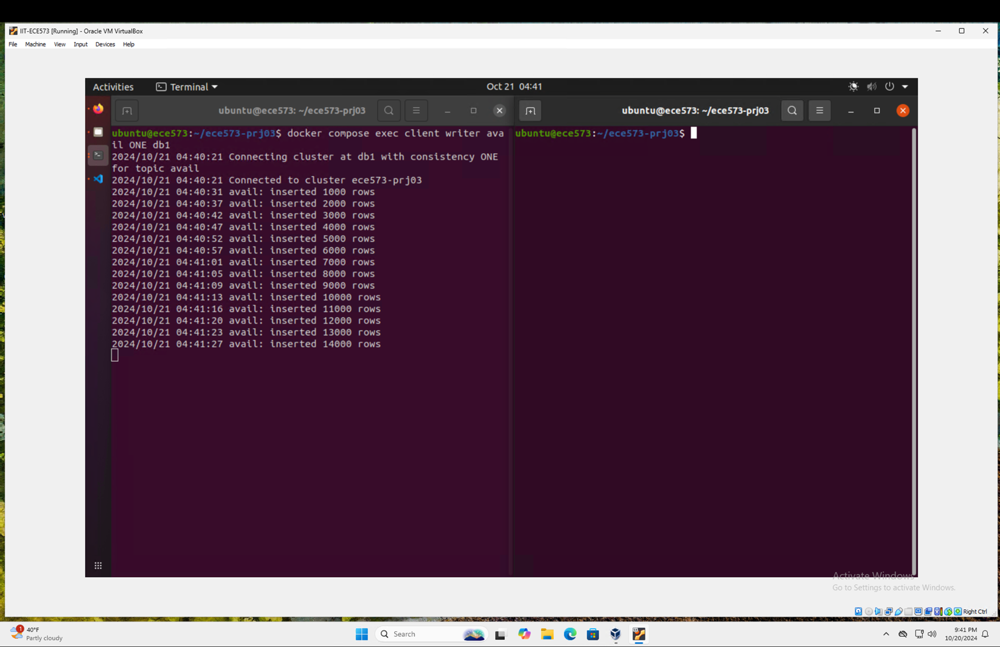 IIT-ECE573 [Running] - Oracle VM VirtualBox
File Machine View Input Devices Help
Activities Terminal Oct 21 04:41
ubuntu@ece573: ~/ece573-prj03
ubuntu@ece573:~/ece573-prj03$ docker compose exec client writer ava
il ONE db1
2024/10/21 04:40:21 Connecting cluster at db1 with consistency ONE
for topic avail
2024/10/21 04:40:21 Connected to cluster ece573-prj03
2024/10/21 04:40:31 avail: inserted 1000 rows
2024/10/21 04:40:37 avail: inserted 2000 rows
2024/10/21 04:40:42 avail: inserted 3000 rows
2024/10/21 04:40:47 avail: inserted 4000 rows
2024/10/21 04:40:52 avail: inserted 5000 rows
2024/10/21 04:40:57 avail: inserted 6000 rows
2024/10/21 04:41:01 avail: inserted 7000 rows
2024/10/21 04:41:05 avail: inserted 8000 rows
2024/10/21 04:41:09 avail: inserted 9000 rows
2024/10/21 04:41:13 avail: inserted 10000 rows
2024/10/21 04:41:16 avail: inserted 11000 rows
2024/10/21 04:41:20 avail: inserted 12000 rows
2024/10/21 04:41:23 avail: inserted 13000 rows
2024/10/21 04:41:27 avail: inserted 14000 rows
ubuntu@ece573: ~/ece573-prj03
ubuntu@ece573:~/ece573-prj03$
Activate Windows
Go to Settings to activate Windows.
Right Ctrl
1
40°F
Partly cloudy
Search
9:41 PM
10/20/2024